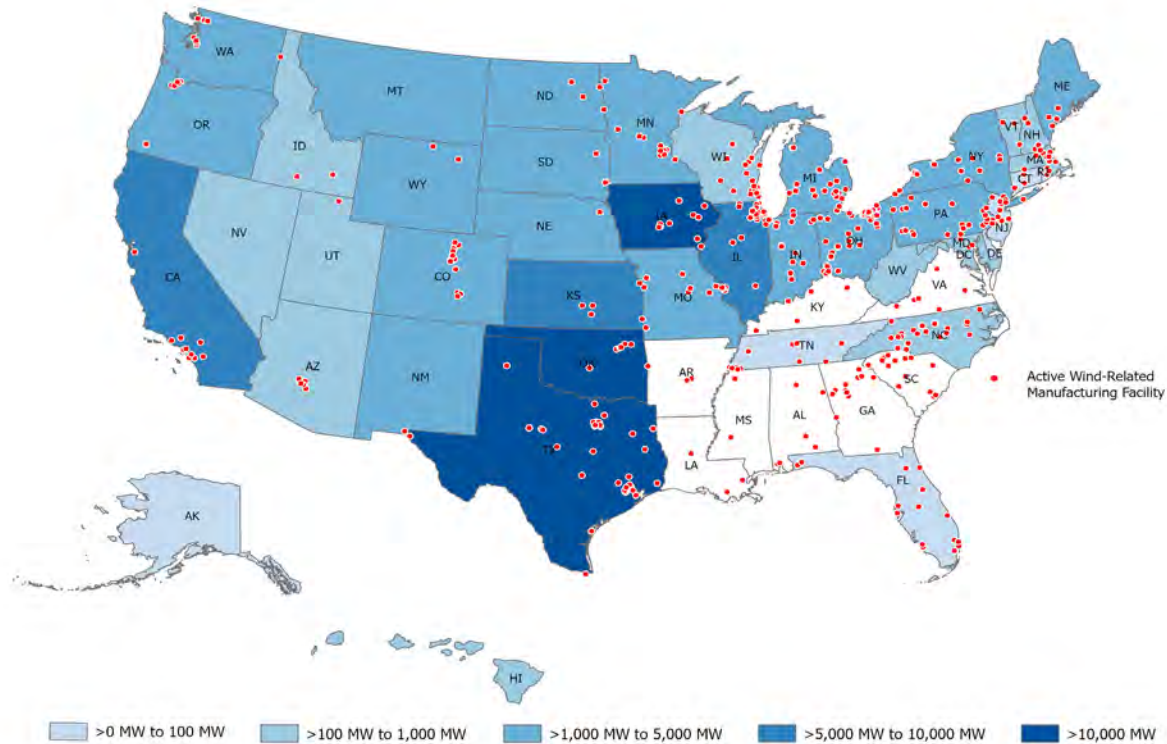 WA
MT
ND
MN
ME
OR
ID
SD
WI
VT
NH
NY
MA
CT
RI
WY
MI
IA
NE
PA
NJ
NV
UT
CO
IL
IN
OH
MD
DC
DE
CA
KS
MO
WV
VA
KY
AZ
NM
OK
AR
TN
NC
SC
Active Wind-Related
Manufacturing Facility
TX
MS
AL
GA
LA
FL
AK
HI
>0 MW to 100 MW
>100 MW to 1,000 MW
>1,000 MW to 5,000 MW
>5,000 MW to 10,000 MW
>10,000 MW